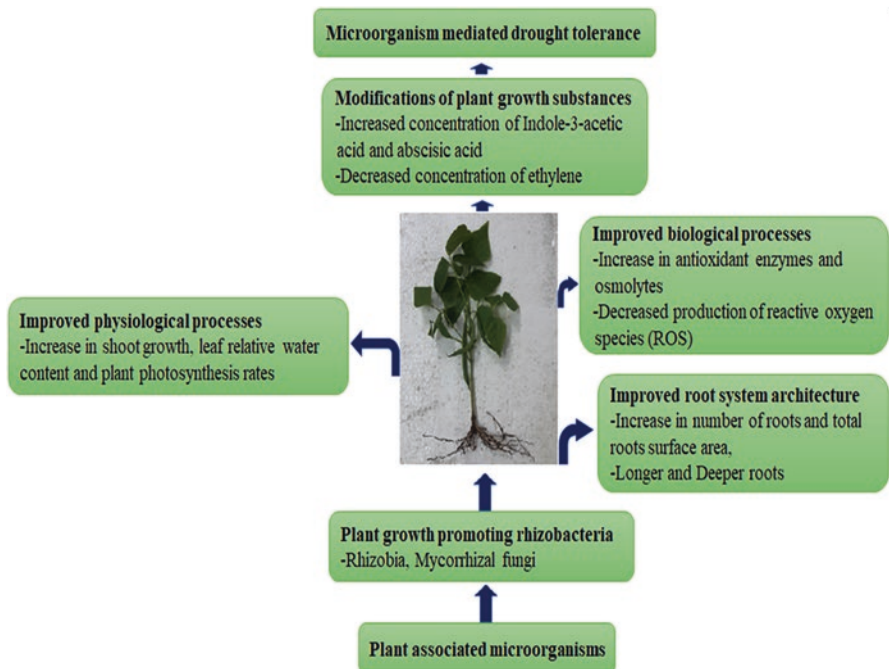 Microorganism mediated drought tolerance
Modifications of plant growth substances
-Increased concentration of Indole-3-acetic
acid and abscisic acid
-Decreased concentration of ethylene
Improved biological processes
-Increase in antioxidant enzymes and
osmolytes
-Decreased production of reactive oxygen
species (ROS)
Improved physiological processes
-Increase in shoot growth, leaf relative water
content and plant photosynthesis rates
Improved root system architecture
-Increase in number of roots and total
roots surface area,
-Longer and Deeper roots
Plant growth promoting rhizobacteria
-Rhizobia, Mycorrhizal fungi
Plant associated microorganisms